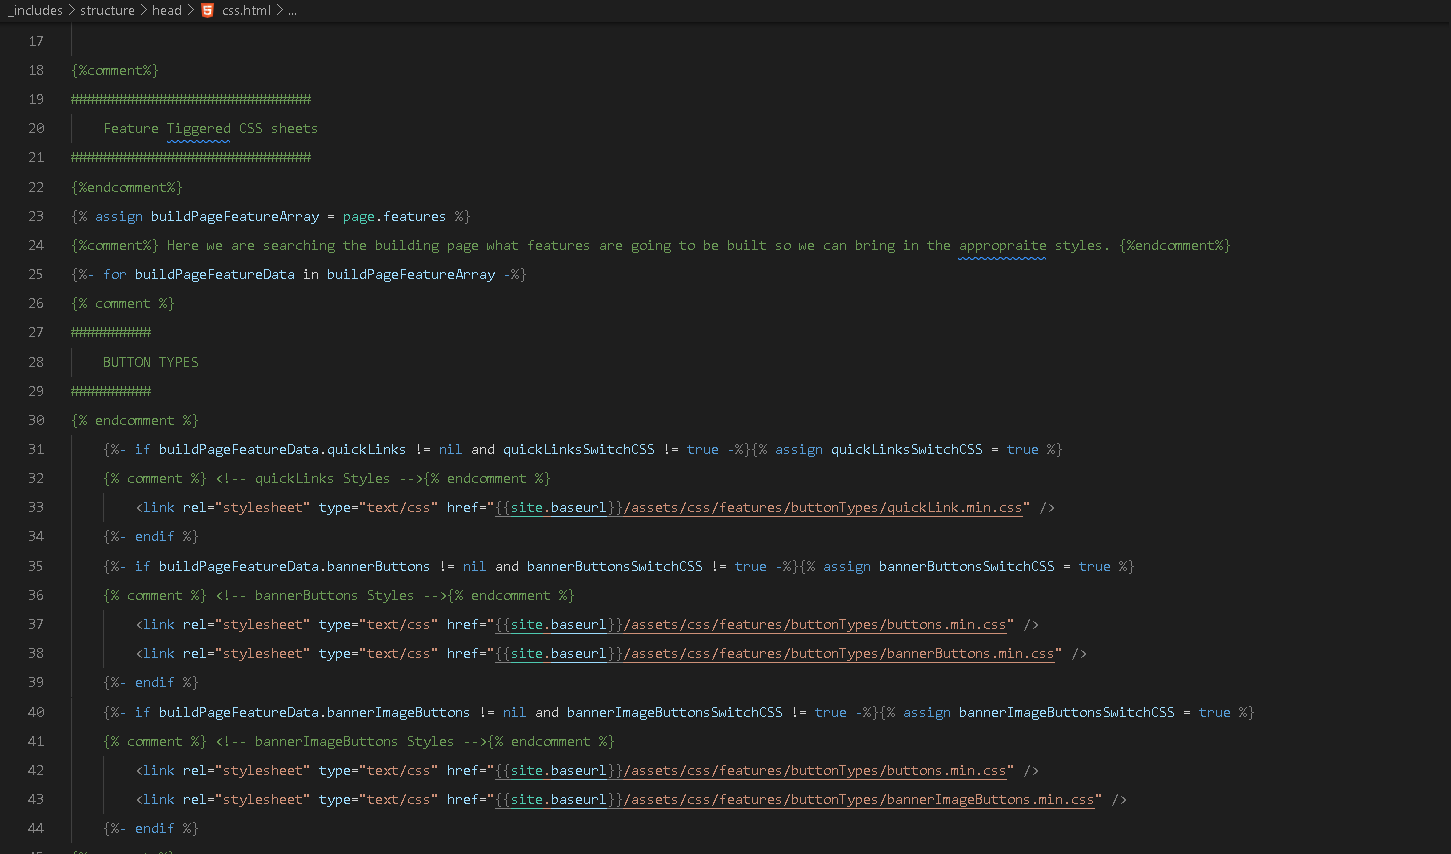 _includes > structure > head > css.html > ...
17
18 {%comment%}
19 ##############################
20 Feature Tiggered CSS sheets
21 ##############################
22 {%endcomment%}
23 {% assign buildPageFeatureArray = page.features %}
24 {%comment%} Here we are searching the building page what features are going to be built so we can bring in the appropraite styles. {%endcomment%}
25 {%- for buildPageFeatureData in buildPageFeatureArray -%}
26 {% comment %}
27 ##########
28 BUTTON TYPES
29 ##########
30 {% endcomment %}
31 {%- if buildPageFeatureData.quickLinks != nil and quickLinksSwitchCSS != true -%}{% assign quickLinksSwitchCSS = true %}
32 {% comment %} <!-- quickLinks Styles -->{% endcomment %}
33 <link rel="stylesheet" type="text/css" href="{{site.baseurl}}/assets/css/features/buttonTypes/quickLink.min.css" />
34 {%- endif %}
35 {%- if buildPageFeatureData.bannerButtons != nil and bannerButtonsSwitchCSS != true -%}{% assign bannerButtonsSwitchCSS = true %}
36 {% comment %} <!-- bannerButtons Styles -->{% endcomment %}
37 <link rel="stylesheet" type="text/css" href="{{site.baseurl}}/assets/css/features/buttonTypes/buttons.min.css" />
38 <link rel="stylesheet" type="text/css" href="{{site.baseurl}}/assets/css/features/buttonTypes/bannerButtons.min.css" />
39 {%- endif %}
40 {%- if buildPageFeatureData.bannerImageButtons != nil and bannerImageButtonsSwitchCSS != true -%}{% assign bannerImageButtonsSwitchCSS = true %}
41 {% comment %} <!-- bannerImageButtons Styles -->{% endcomment %}
42 <link rel="stylesheet" type="text/css" href="{{site.baseurl}}/assets/css/features/buttonTypes/buttons.min.css" />
43 <link rel="stylesheet" type="text/css" href="{{site.baseurl}}/assets/css/features/buttonTypes/bannerImageButtons.min.css" />
44 {%- endif %}